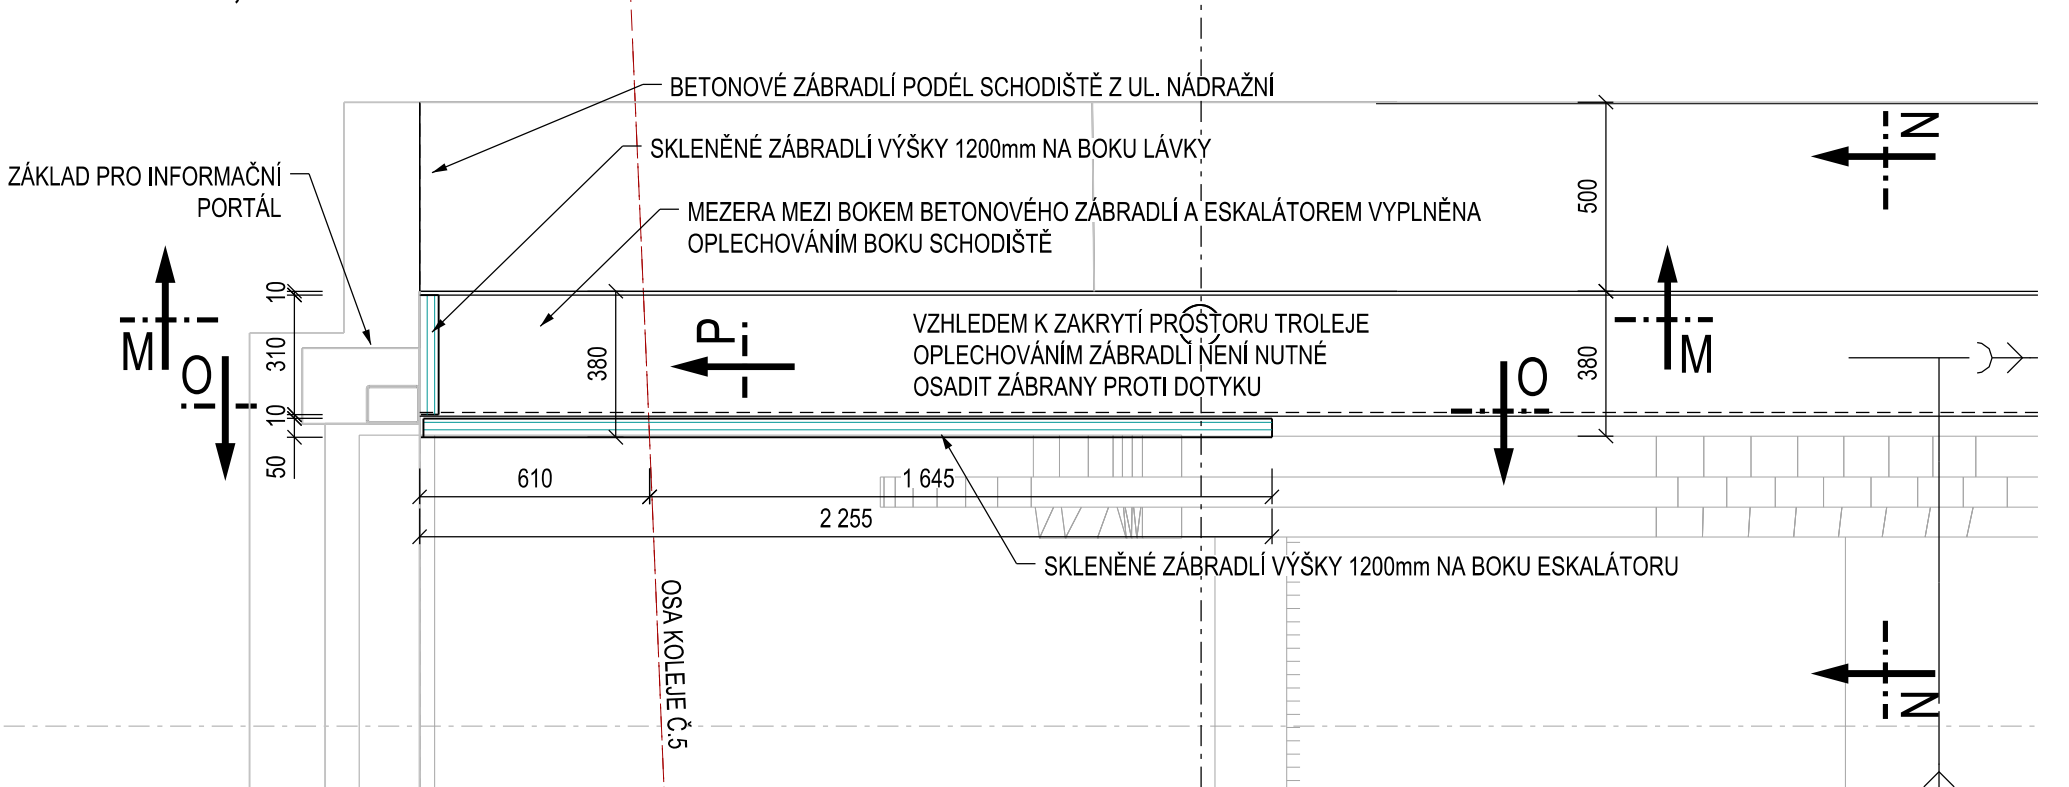 BETONOVÉ ZÁBRADLÍ PODÉL SCHODIŠTĚ Z UL. NÁDRAŽNÍ
SKLENĚNÉ ZÁBRADLÍ VÝŠKY 1200mm NA BOKU LÁVKY
ZÁKLAD PRO INFORMAČNÍ
PORTÁL
MEZERA MEZI BOKEM BETONOVÉHO ZÁBRADLÍ A ESKALÁTOREM VYPLNĚNA
OPLECHOVÁNÍM BOKU SCHODIŠTĚ
N
500
10
310
10
50
M
O
380
P
VZHLEDEM K ZAKRYTÍ PROSTORU TROLEJE
OPLECHOVÁNÍM ZÁBRADLÍ NENÍ NUTNÉ
OSADIT ZÁBRANY PROTI DOTYKU
O
380
M
610
1 645
2 255
SKLENĚNÉ ZÁBRADLÍ VÝŠKY 1200mm NA BOKU ESKALÁTORU
OSA KOLEJE Č.5
N